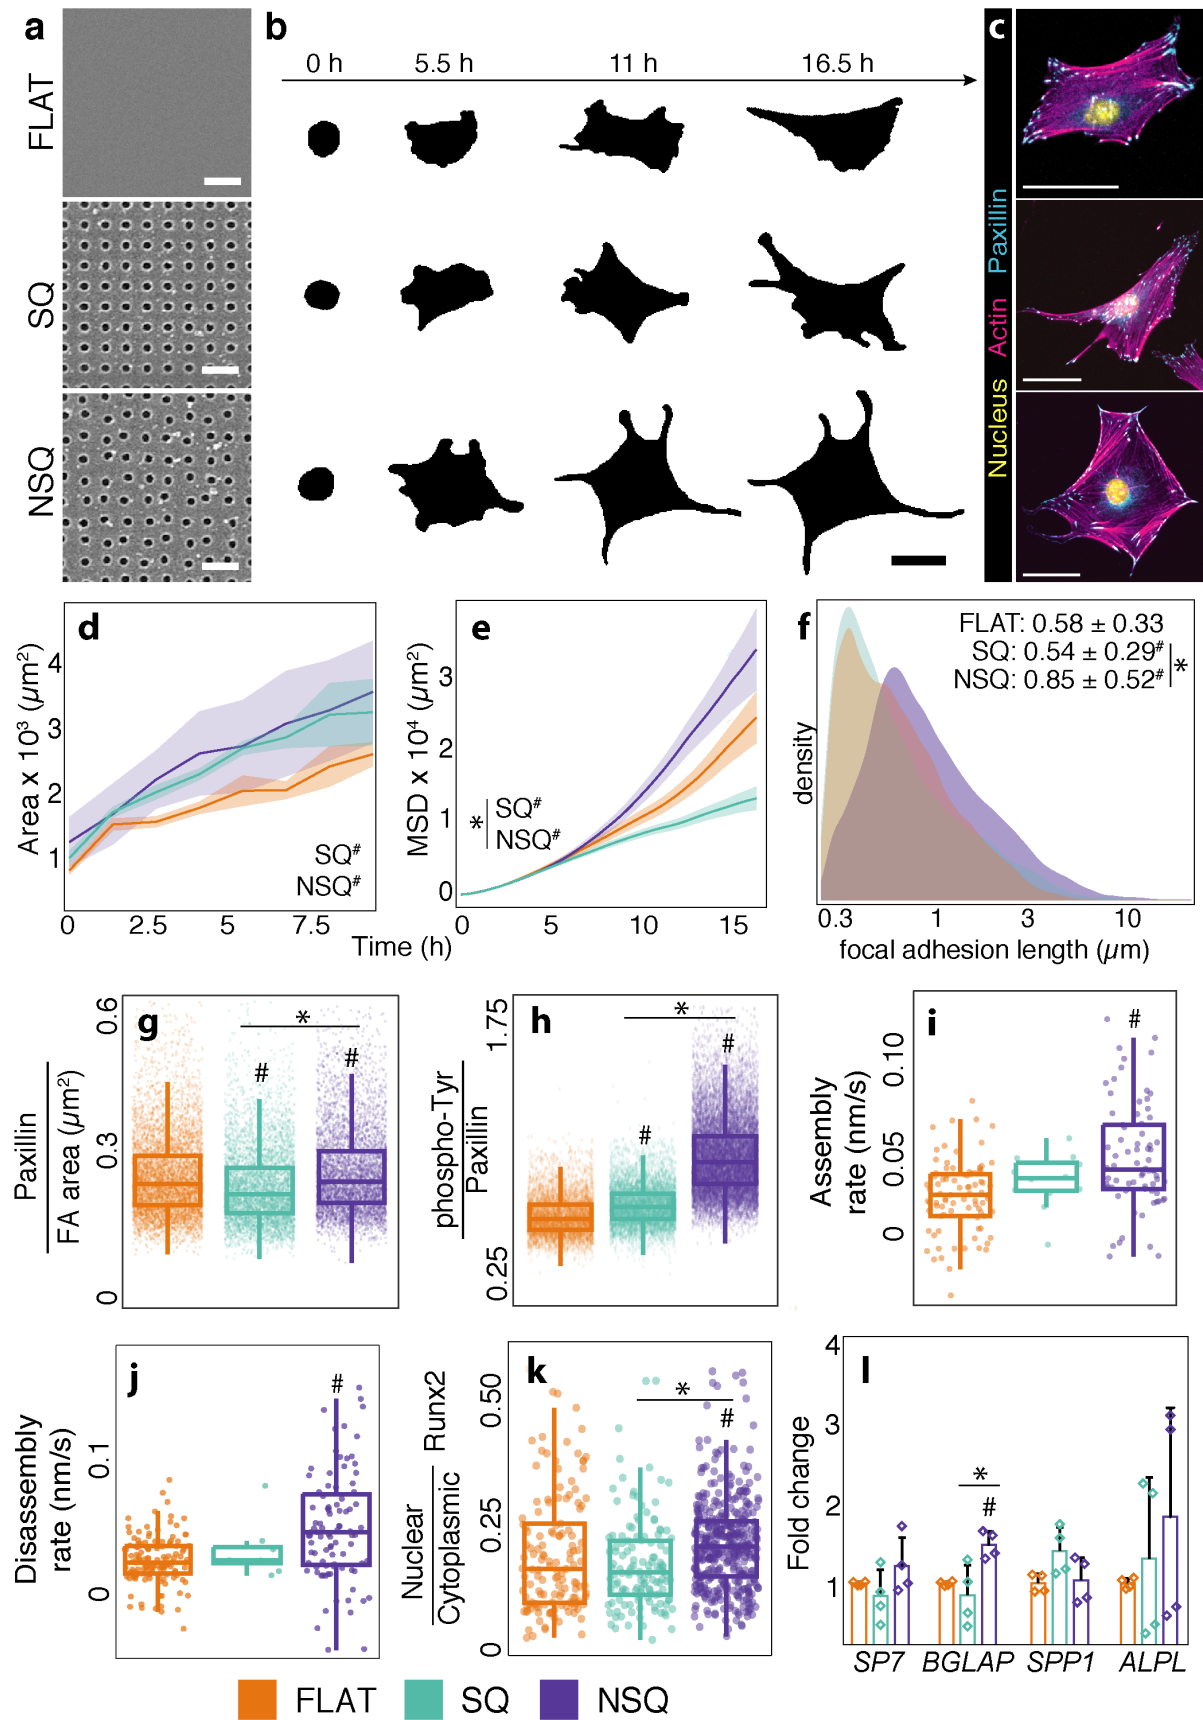 a
FLAT
SQ
NSQ
b
0 h
5.5 h
11 h
16.5 h
c
Nucleus Actin Paxillin
d
Area x 10³ (µm²)
4
3
2
1
0
2.5
5
7.5
SQ#
NSQ#
e
MSD x 10⁴ (µm²)
3
2
1
0
*
SQ#
NSQ#
5
10
15
Time (h)
f
FLAT: 0.58 ± 0.33
SQ: 0.54 ± 0.29#
NSQ: 0.85 ± 0.52#
*
density
0.3
1
3
10
focal adhesion length (µm)
g
Paxillin
FA area (µm²)
0.6
0.3
0
*
#
#
h
phospho-Tyr
Paxillin
1.75
0.25
*
#
#
i
Assembly
rate (nm/s)
0.10
0.05
0
#
j
Disassembly
rate (nm/s)
0.1
0
#
k
Nuclear
Cytoplasmic
Runx2
0.50
0.25
0
*
#
l
Fold change
4
3
2
1
*
#
SP7
BGLAP
SPP1
ALPL
FLAT
SQ
NSQ